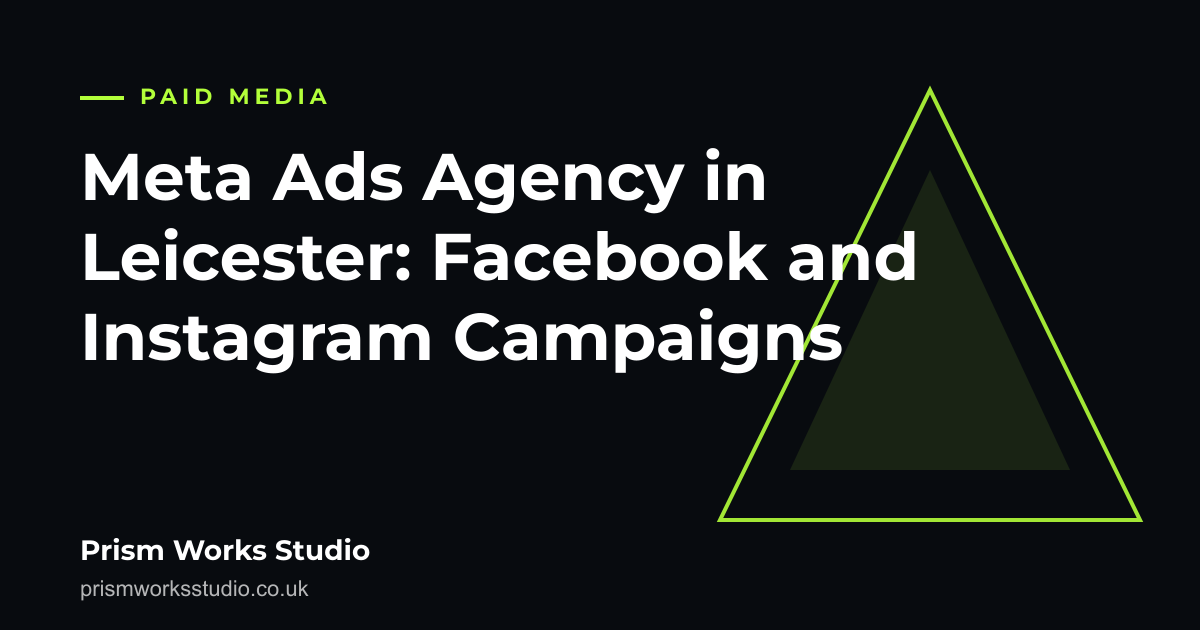 PAID MEDIA
Meta Ads Agency in
Leicester: Facebook and
Instagram Campaigns
Prism Works Studio
prismworksstudio.co.uk